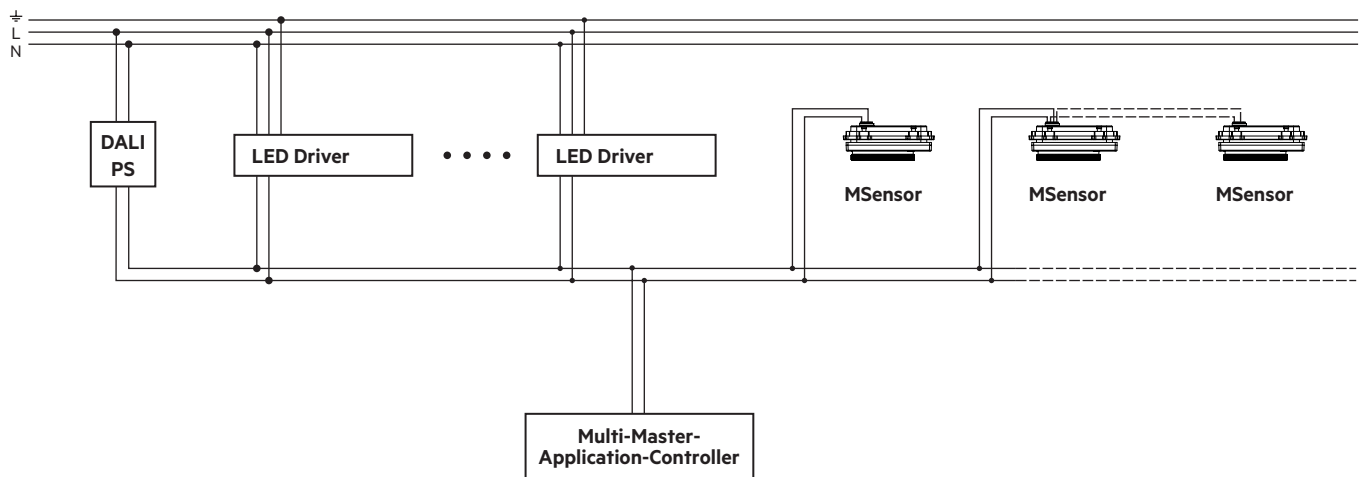 L
N
DALI
PS
LED Driver
LED Driver
MSensor
MSensor
MSensor
Multi-Master-
Application-Controller